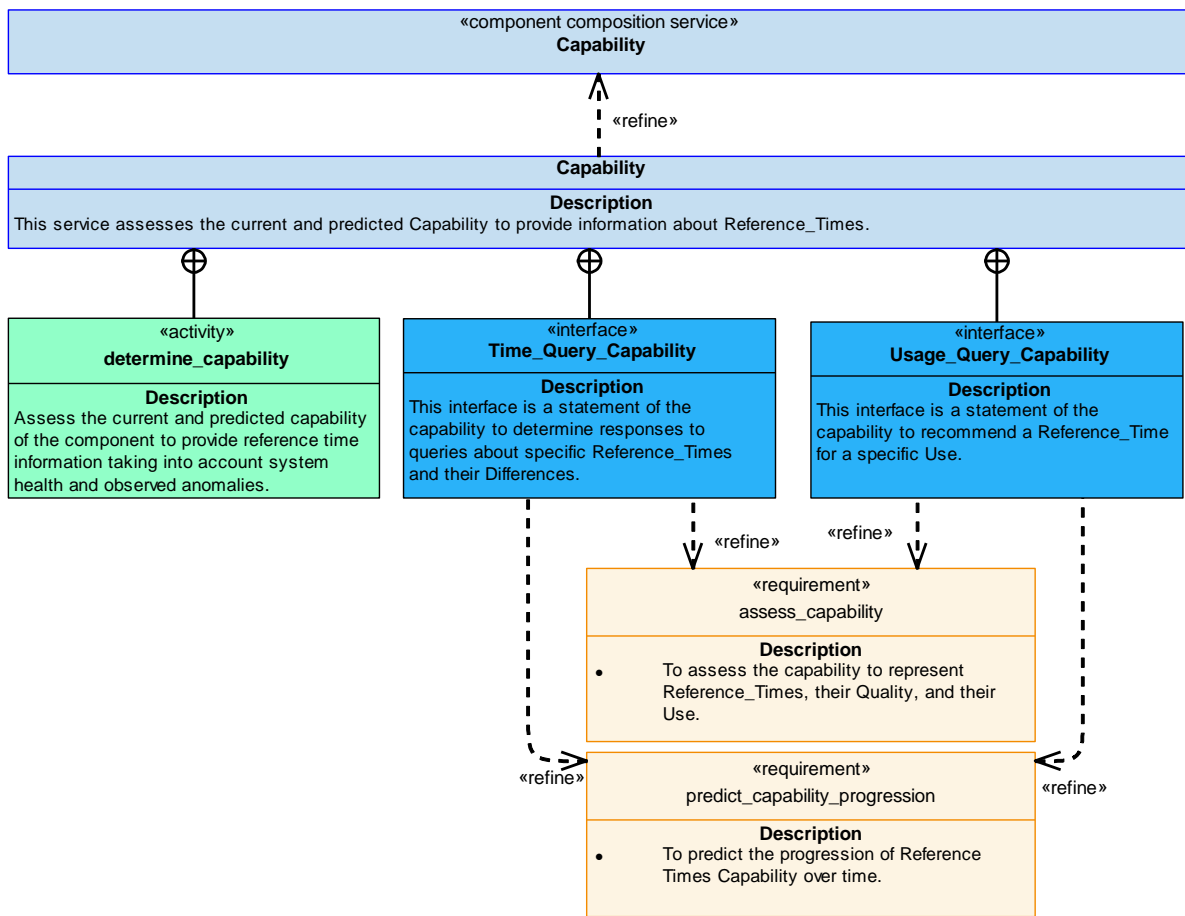 «component composition service»
Capability
«refine»
Capability
Description
This service assesses the current and predicted Capability to provide information about Reference_Times.
«activity»
determine_capability
Description
Assess the current and predicted capability
of the component to provide reference time
information taking into account system
health and observed anomalies.
«interface»
Time_Query_Capability
Description
This interface is a statement of the
capability to determine responses to
queries about specific Reference_Times
and their Differences.
«interface»
Usage_Query_Capability
Description
This interface is a statement of the
capability to recommend a Reference_Time
for a specific Use.
«refine»
«refine»
«requirement»
assess_capability
Description
• To assess the capability to represent
Reference_Times, their Quality, and their
Use.
«refine»
«refine»
«requirement»
predict_capability_progression
Description
• To predict the progression of Reference
Times Capability over time.